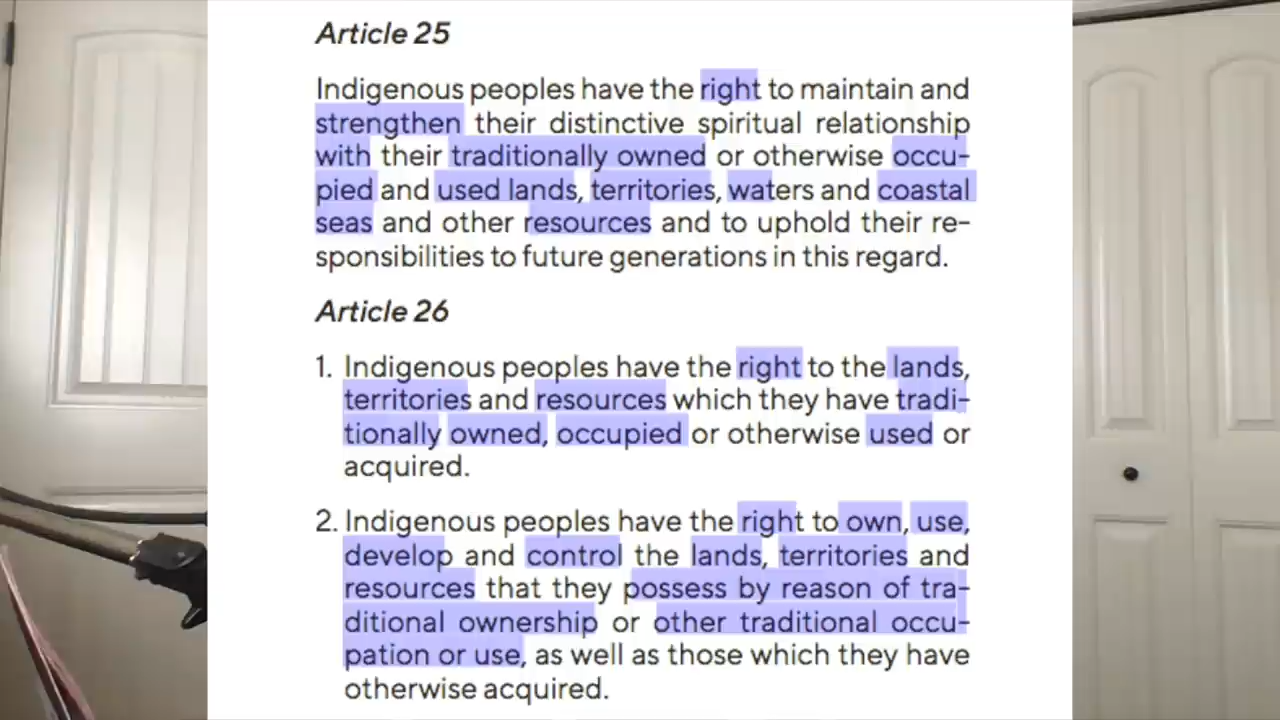 Article 25
Indigenous peoples have the right to maintain and
strengthen their distinctive spiritual relationship
with their traditionally owned or otherwise occu-
pied and used lands, territories, waters and coastal
seas and other resources and to uphold their re-
sponsibilities to future generations in this regard.
Article 26
1. Indigenous peoples have the right to the lands,
territories and resources which they have tradi-
tionally owned, occupied or otherwise used or
acquired.
2. Indigenous peoples have the right to own, use,
develop and control the lands, territories and
resources that they possess by reason of tra-
ditional ownership or other traditional occu-
pation or use, as well as those which they have
otherwise acquired.